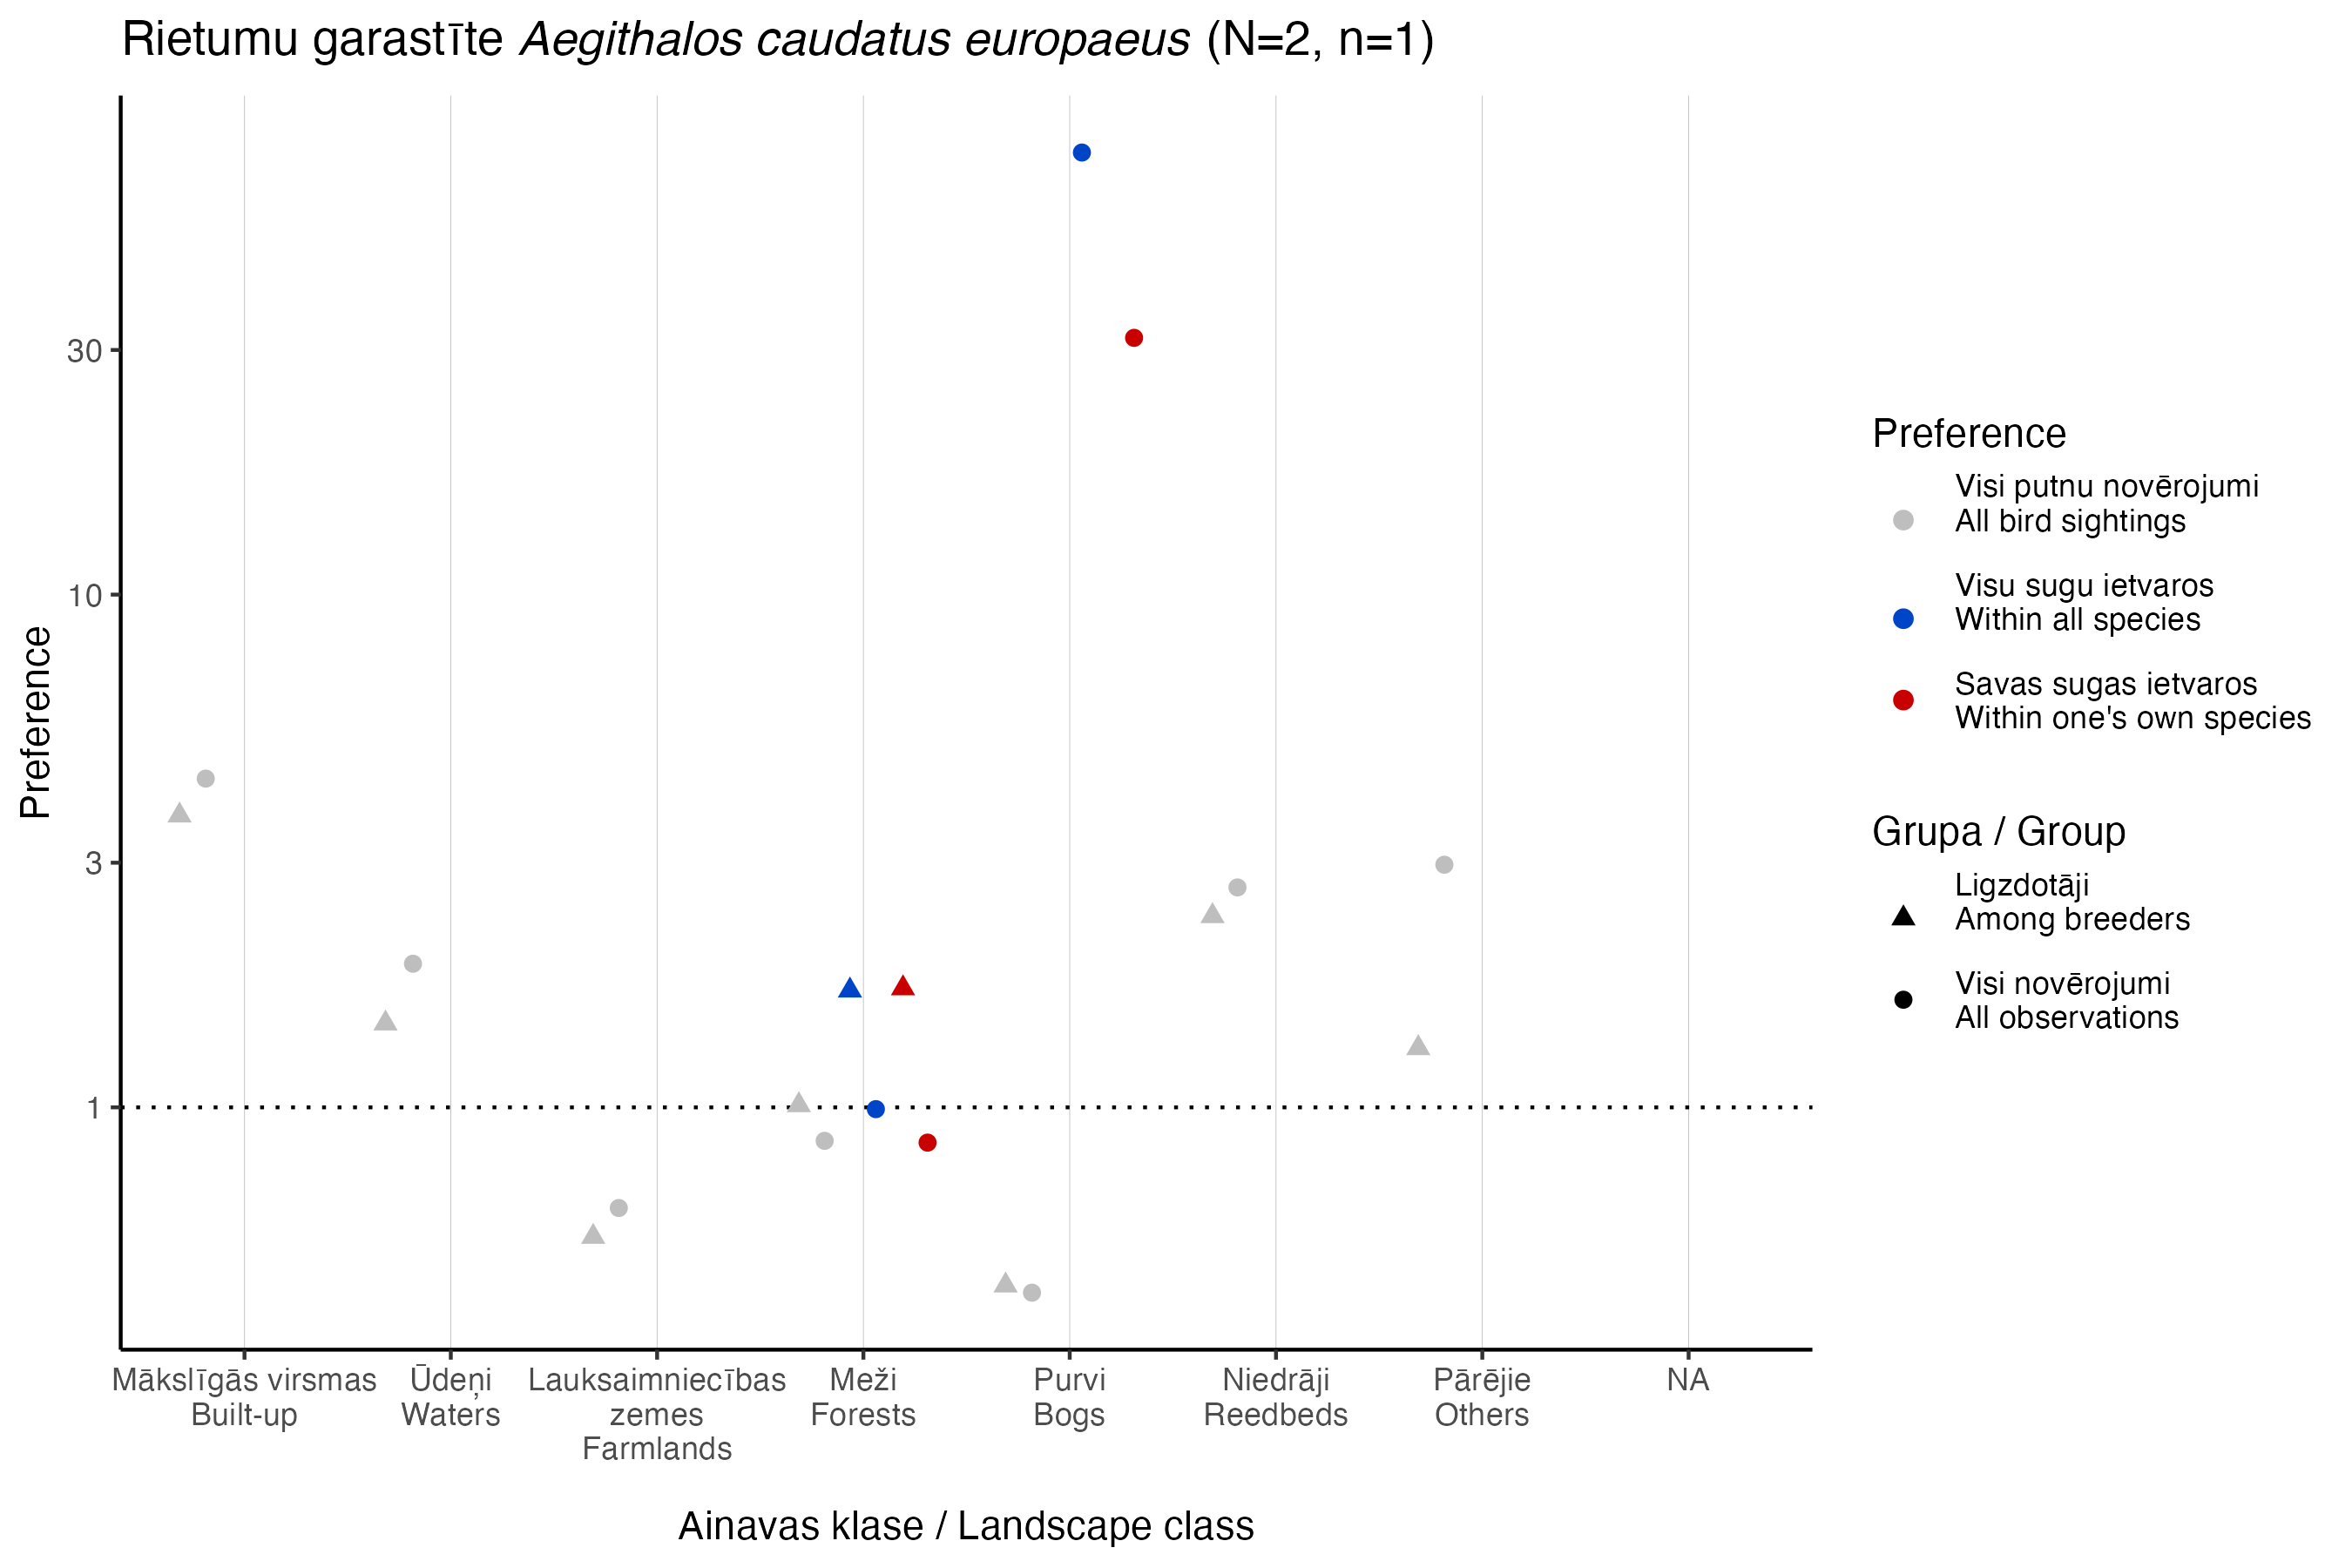 Rietumu garastīte Aegithalos caudatus europaeus (N=2, n=1)
Preference
30
10
3
1
Mākslīgās virsmas
Built-up
Ūdeņi
Waters
Lauksaimniecības
zemes
Farmlands
Meži
Forests
Purvi
Bogs
Niedrāji
Reedbeds
Pārējie
Others
NA
Ainavas klase / Landscape class
Preference
Visi putnu novērojumi
All bird sightings
Visu sugu ietvaros
Within all species
Savas sugas ietvaros
Within one's own species
Grupa / Group
Ligzdotāji
Among breeders
Visi novērojumi
All observations